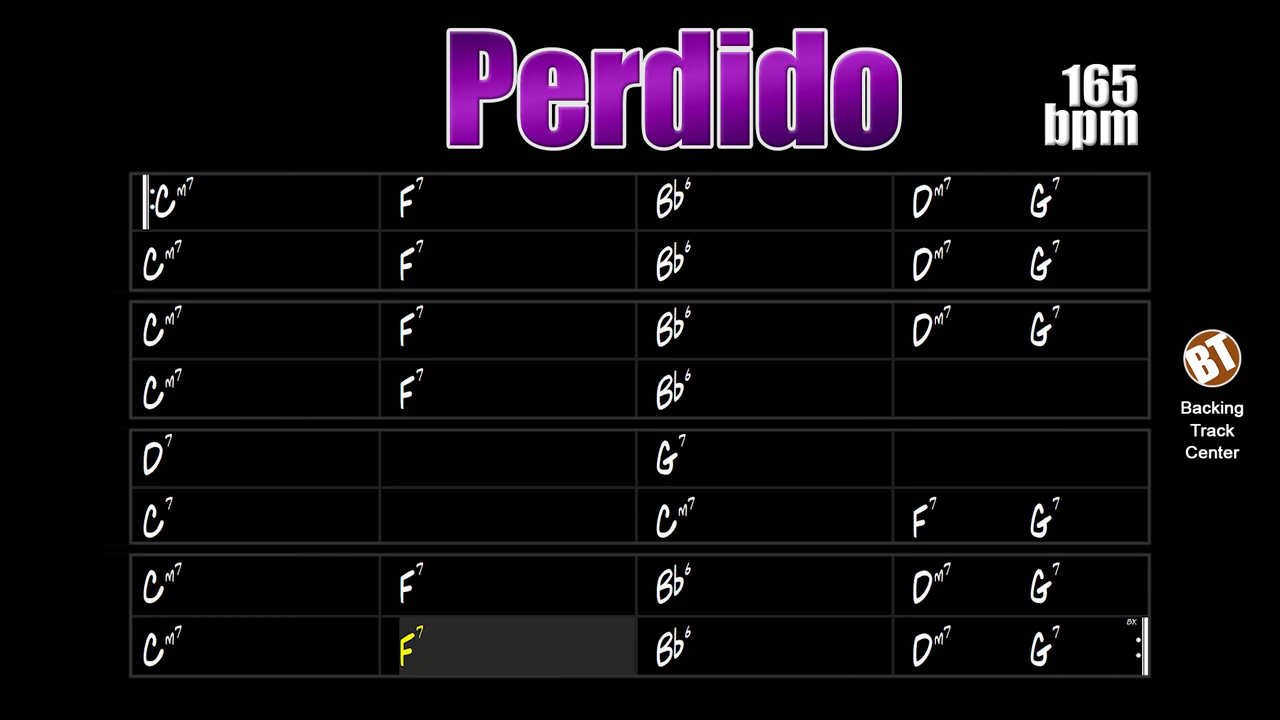 Perdido
165
bpm
Cm7 F7 Bb6 Dm7 G7
Cm7 F7 Bb6 Dm7 G7
Cm7 F7 Bb6 Dm7 G7
Cm7 F7 Bb6
D7 G7
C7 Cm7 F7 G7
Cm7 F7 Bb6 Dm7 G7
Cm7 F7 Bb6 Dm7 G7
8X
BT
Backing
Track
Center